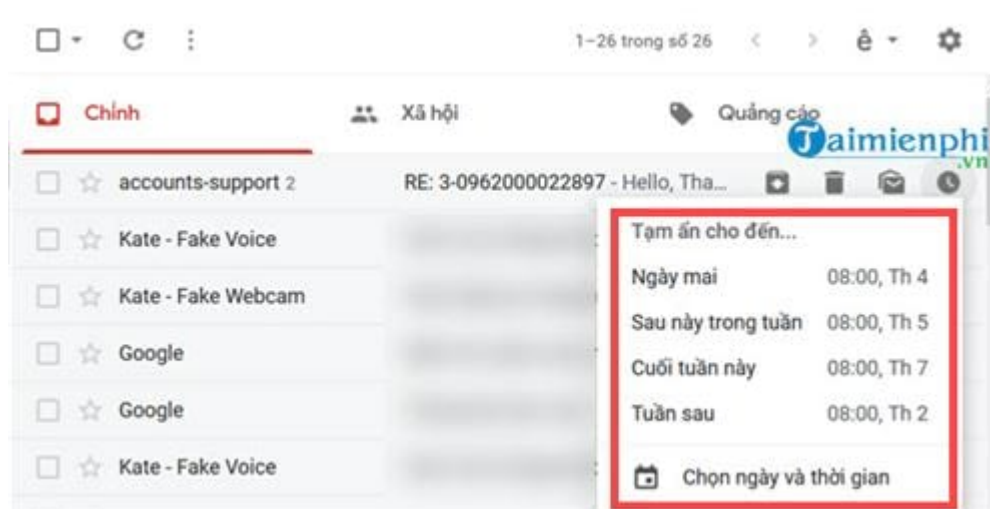 1–26 trong số 26 ê
Chính Xã hội Quảng cáo
Taimienphi
.vn
accounts-support 2 RE: 3-0962000022897 - Hello, Tha...
Kate - Fake Voice
Tạm ẩn cho đến...
Ngày mai 08:00, Th 4
Kate - Fake Webcam
Sau này trong tuần 08:00, Th 5
Google
Cuối tuần này 08:00, Th 7
Google
Tuần sau 08:00, Th 2
Kate - Fake Voice
Chọn ngày và thời gian